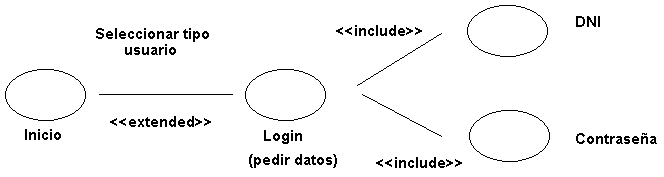 DNI
<<include>>
Seleccionar tipo
usuario
Inicio
<<extended>>
Login
(pedir datos)
Contraseña
<<include>>